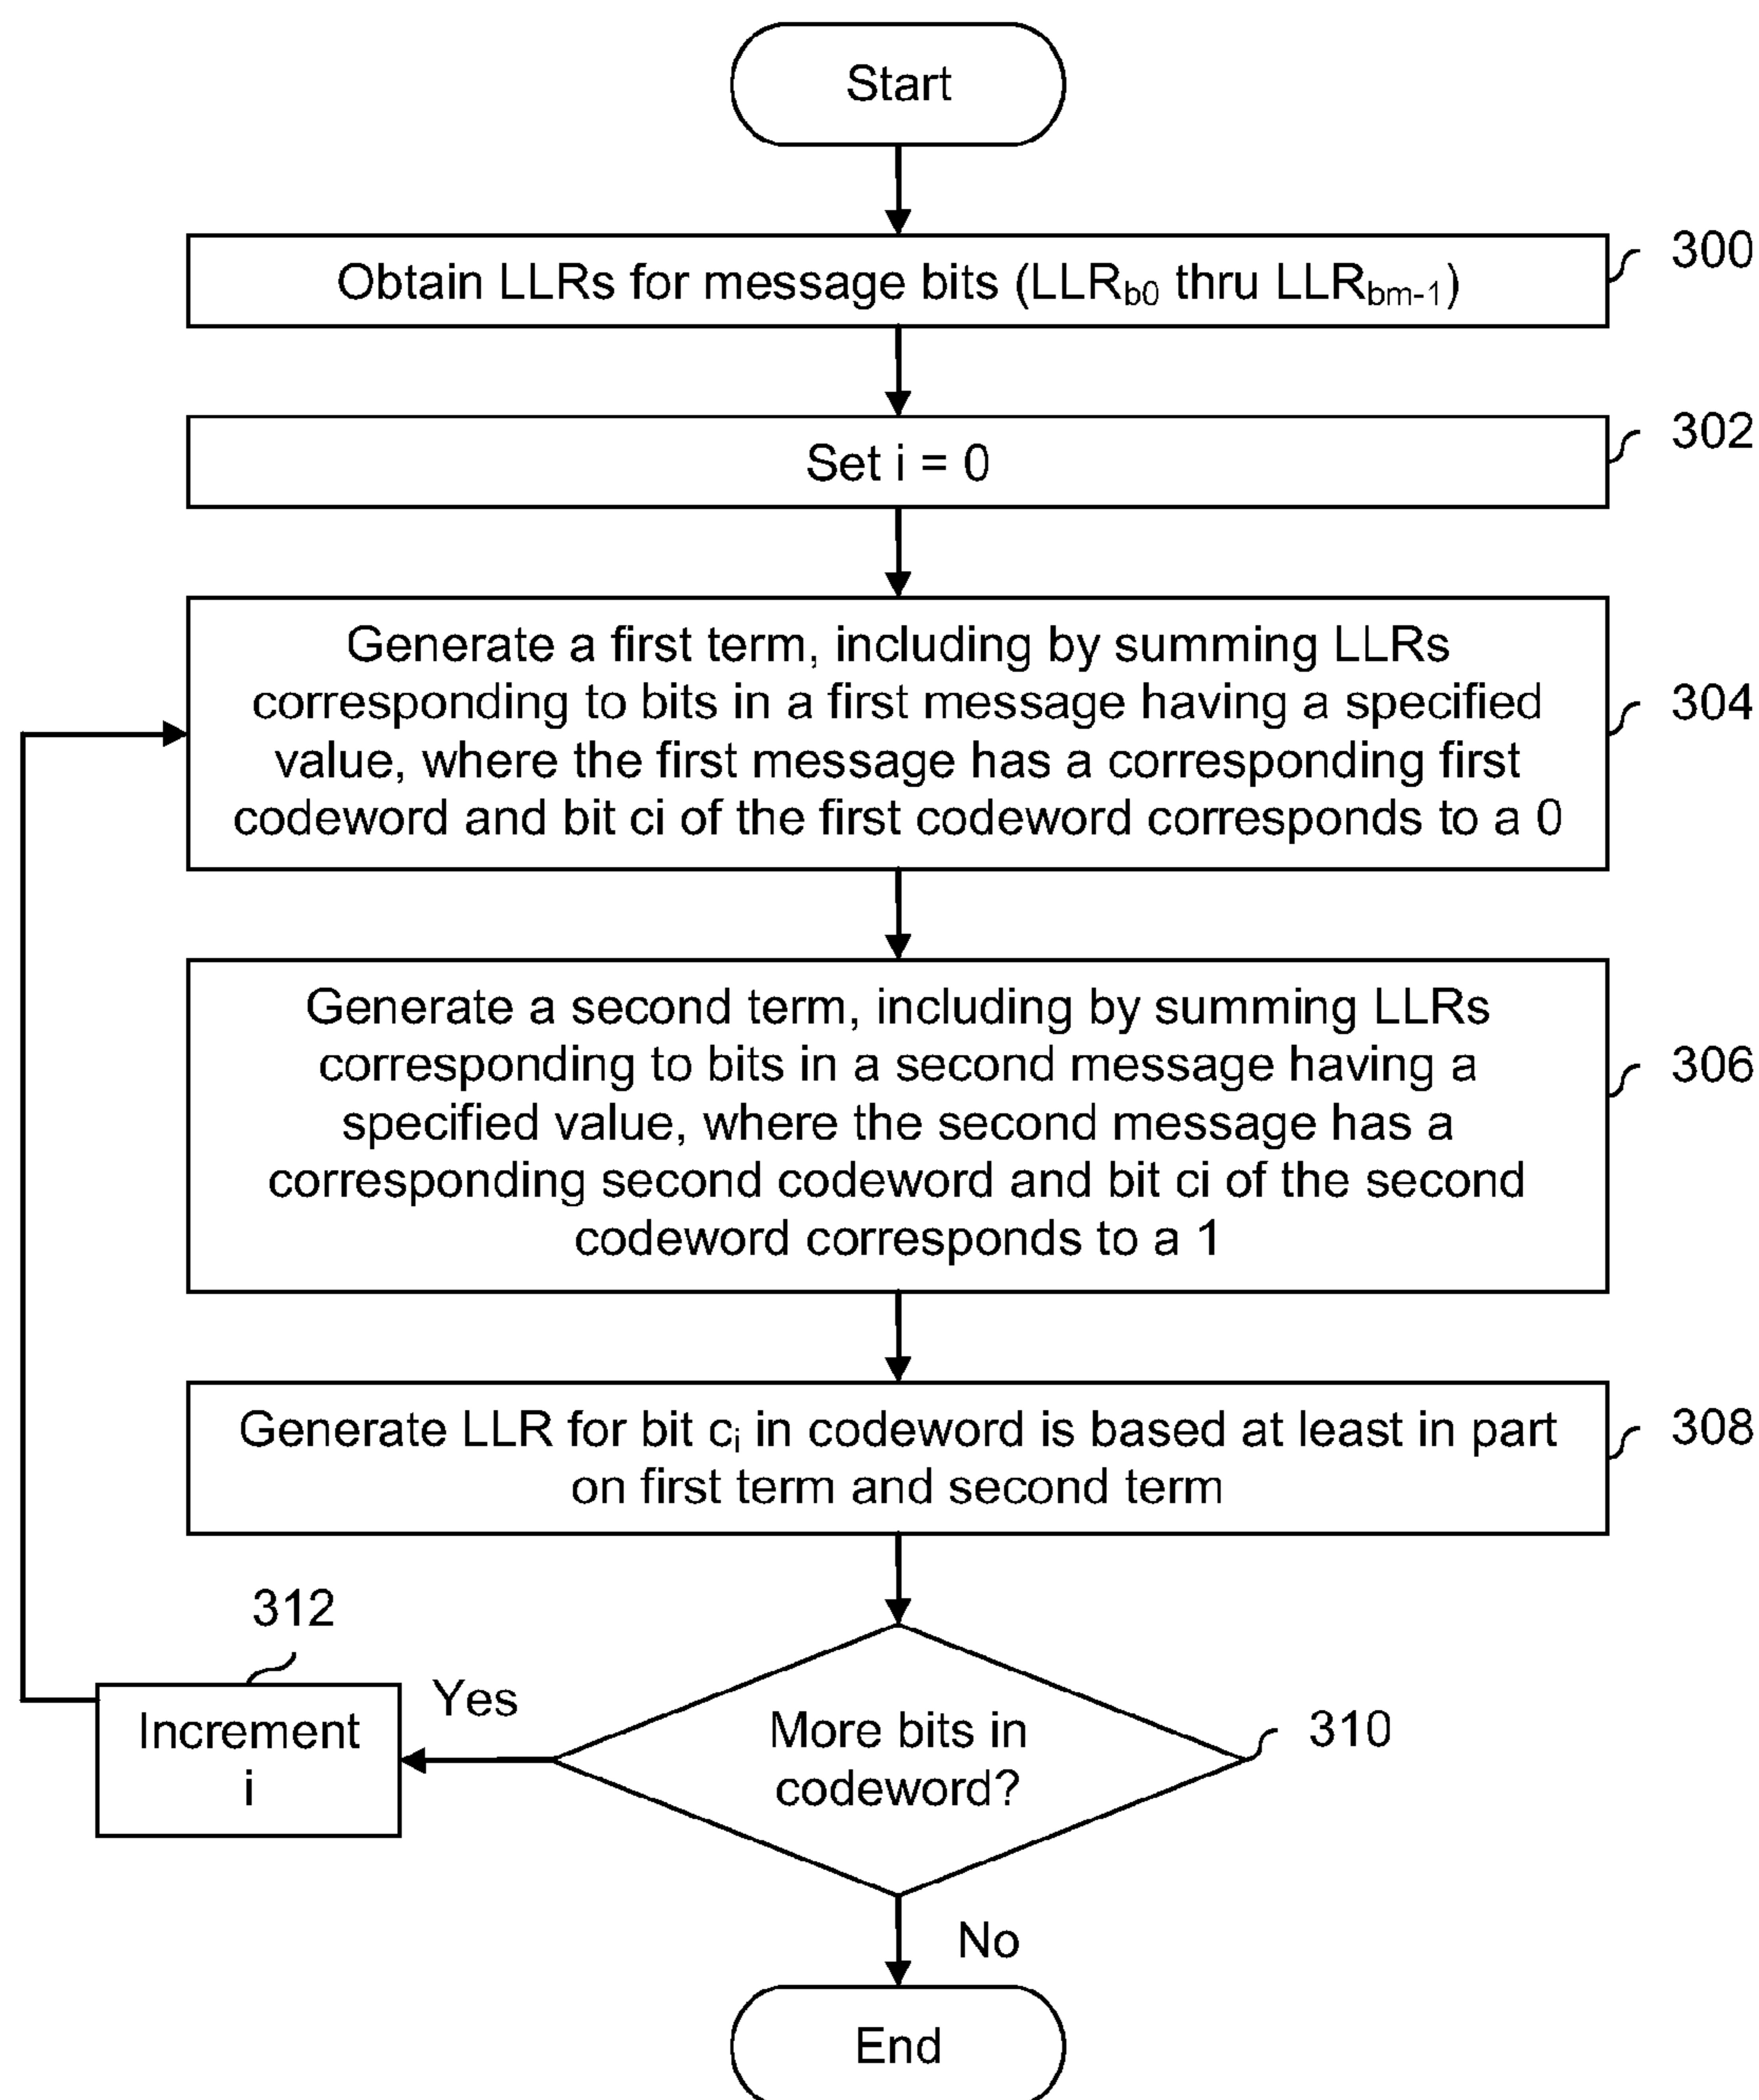 Start
300
Obtain LLRs for message bits (LLRb0 thru LLRbm-1)
302
Set i = 0
Generate a first term, including by summing LLRs
corresponding to bits in a first message having a specified
304
value, where the first message has a corresponding first
codeword and bit ci of the first codeword corresponds to a 0
Generate a second term, including by summing LLRs
corresponding to bits in a second message having a
306
specified value, where the second message has a
corresponding second codeword and bit ci of the second
codeword corresponds to a 1
Generate LLR for bit ci in codeword is based at least in part
308
on first term and second term
312
Yes
Increment
i
More bits in
codeword?
310
No
End